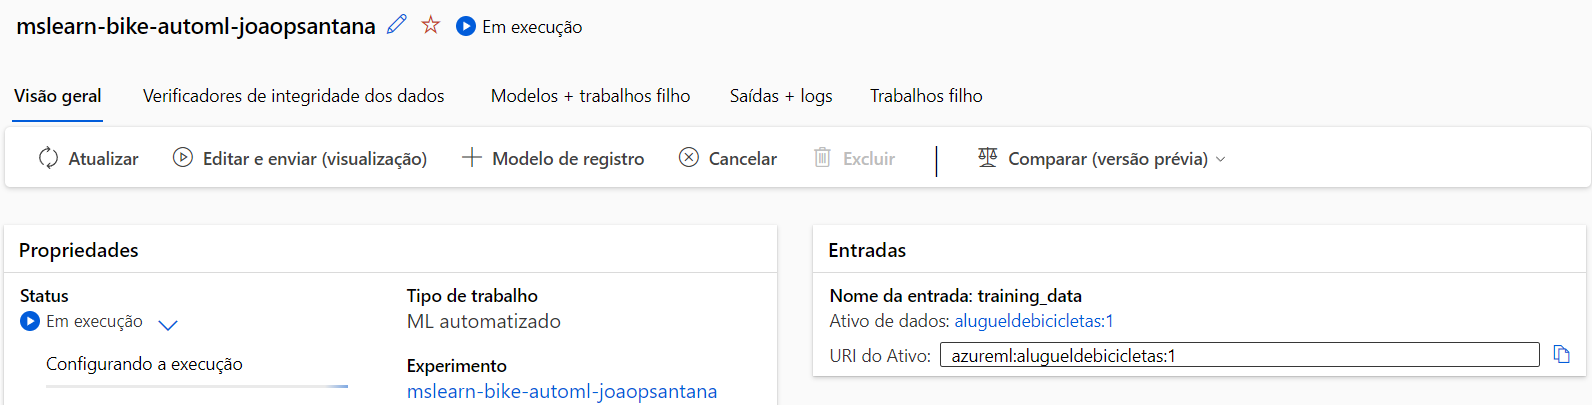 mslearn-bike-automl-joaopsantana Em execução
Visão geral Verificadores de integridade dos dados Modelos + trabalhos filho Saídas + logs Trabalhos filho
Atualizar Editar e enviar (visualização) Modelo de registro Cancelar Excluir Comparar (versão prévia)
Propriedades
Status
Em execução
Configurando a execução
Tipo de trabalho
ML automatizado
Experimento
mslearn-bike-automl-joaopsantana
Entradas
Nome da entrada: training_data
Ativo de dados: alugueldebicicletas:1
URI do Ativo: azureml:alugueldebicicletas:1